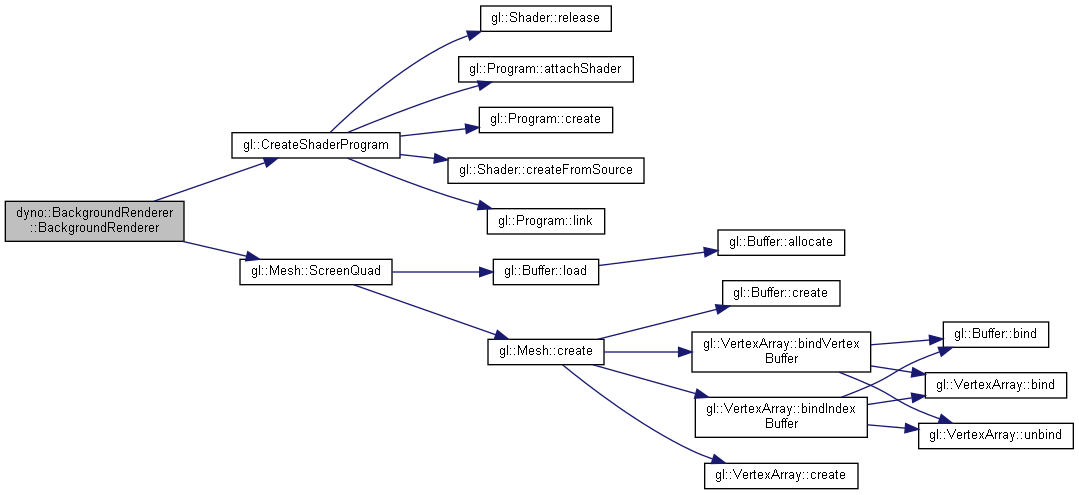 gl::Shader::release
gl::Program::attachShader
gl::Program::create
gl::CreateShaderProgram
gl::Shader::createFromSource
dyno::BackgroundRenderer
::BackgroundRenderer
gl::Program::link
gl::Buffer::allocate
gl::Mesh::ScreenQuad
gl::Buffer::load
gl::Buffer::create
gl::Buffer::bind
gl::Mesh::create
gl::VertexArray::bindVertex
Buffer
gl::VertexArray::bind
gl::VertexArray::bindIndex
Buffer
gl::VertexArray::unbind
gl::VertexArray::create